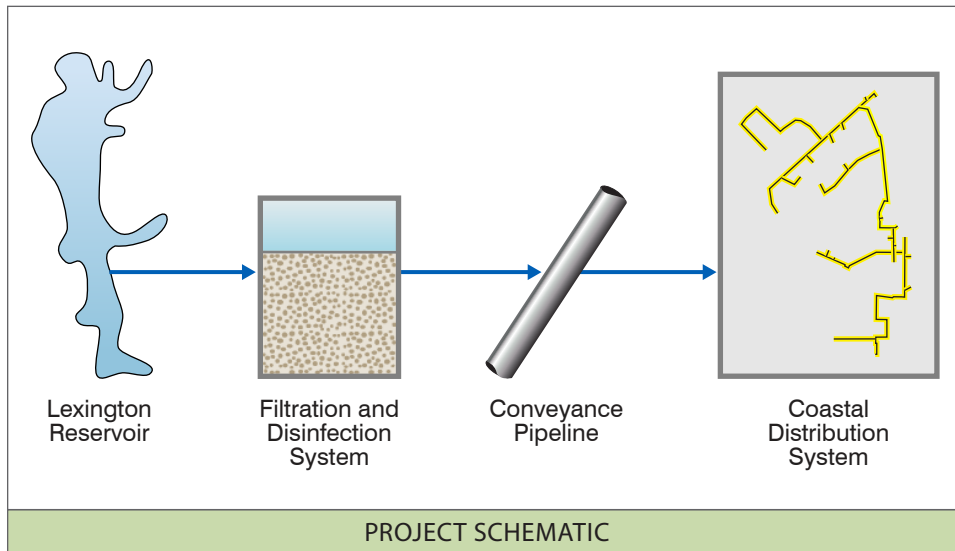 Lexington
Reservoir
Filtration and
Disinfection
System
Conveyance
Pipeline
Coastal
Distribution
System
PROJECT SCHEMATIC